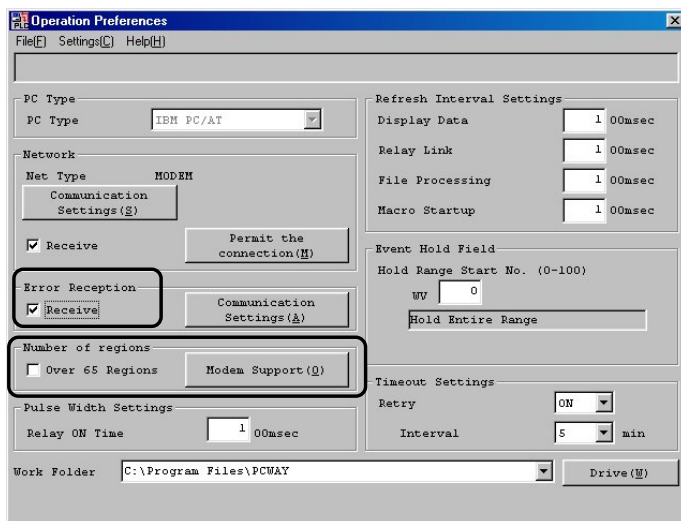 Operation Preferences
File(F) Settings(C) Help(H)
PC Type
PC Type IBM PC/AT
Network
Net Type MODEM
Communication Settings(S)
Receive
Permit the connection(M)
Error Reception
Receive
Communication Settings(A)
Number of regions
Over 65 Regions
Modem Support(O)
Pulse Width Settings
Relay ON Time 1 00msec
Refresh Interval Settings
Display Data 1 00msec
Relay Link 1 00msec
File Processing 1 00msec
Macro Startup 1 00msec
Event Hold Field
Hold Range Start No. (0-100)
WV 0
Hold Entire Range
Timeout Settings
Retry ON
Interval 5 min
Work Folder C:\Program Files\PCWAY Drive(W)